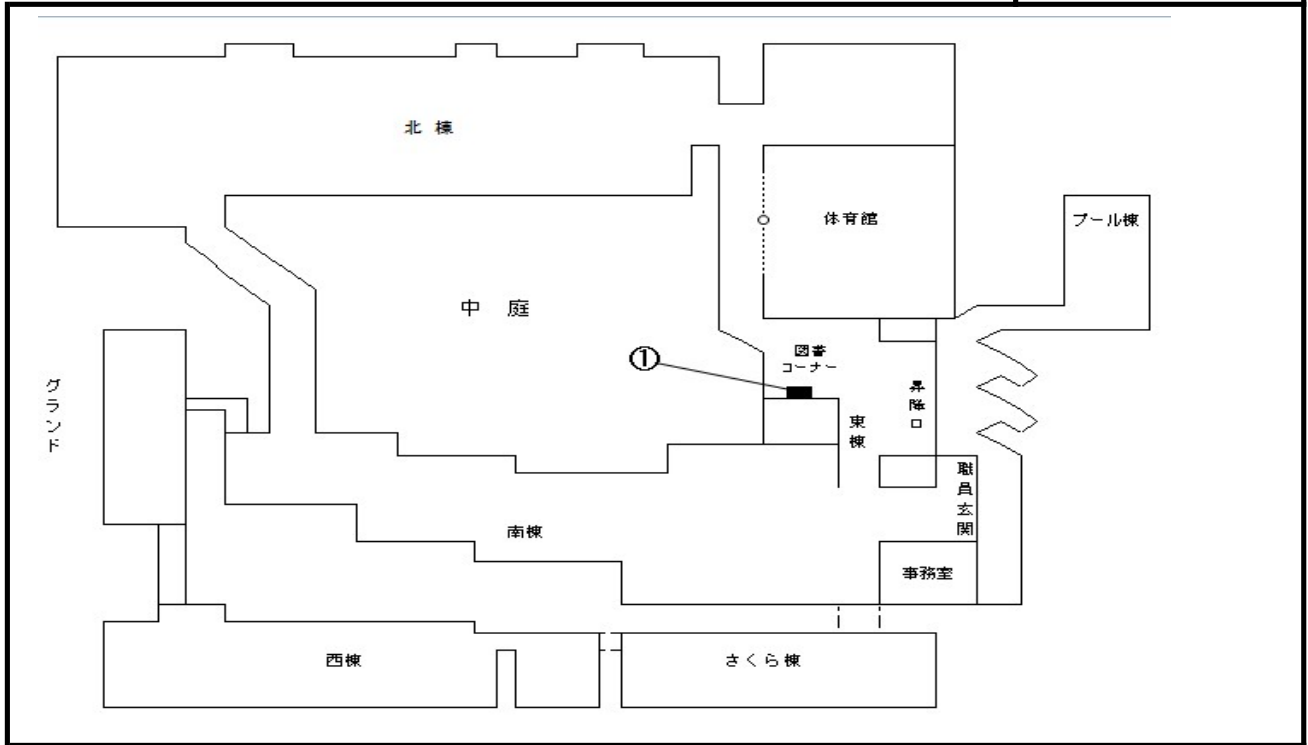 北棟
体育館
プール棟
中庭
①
図書
コーナー
グランド
昇降口
東棟
職員玄関
南棟
事務室
西棟
さくら棟